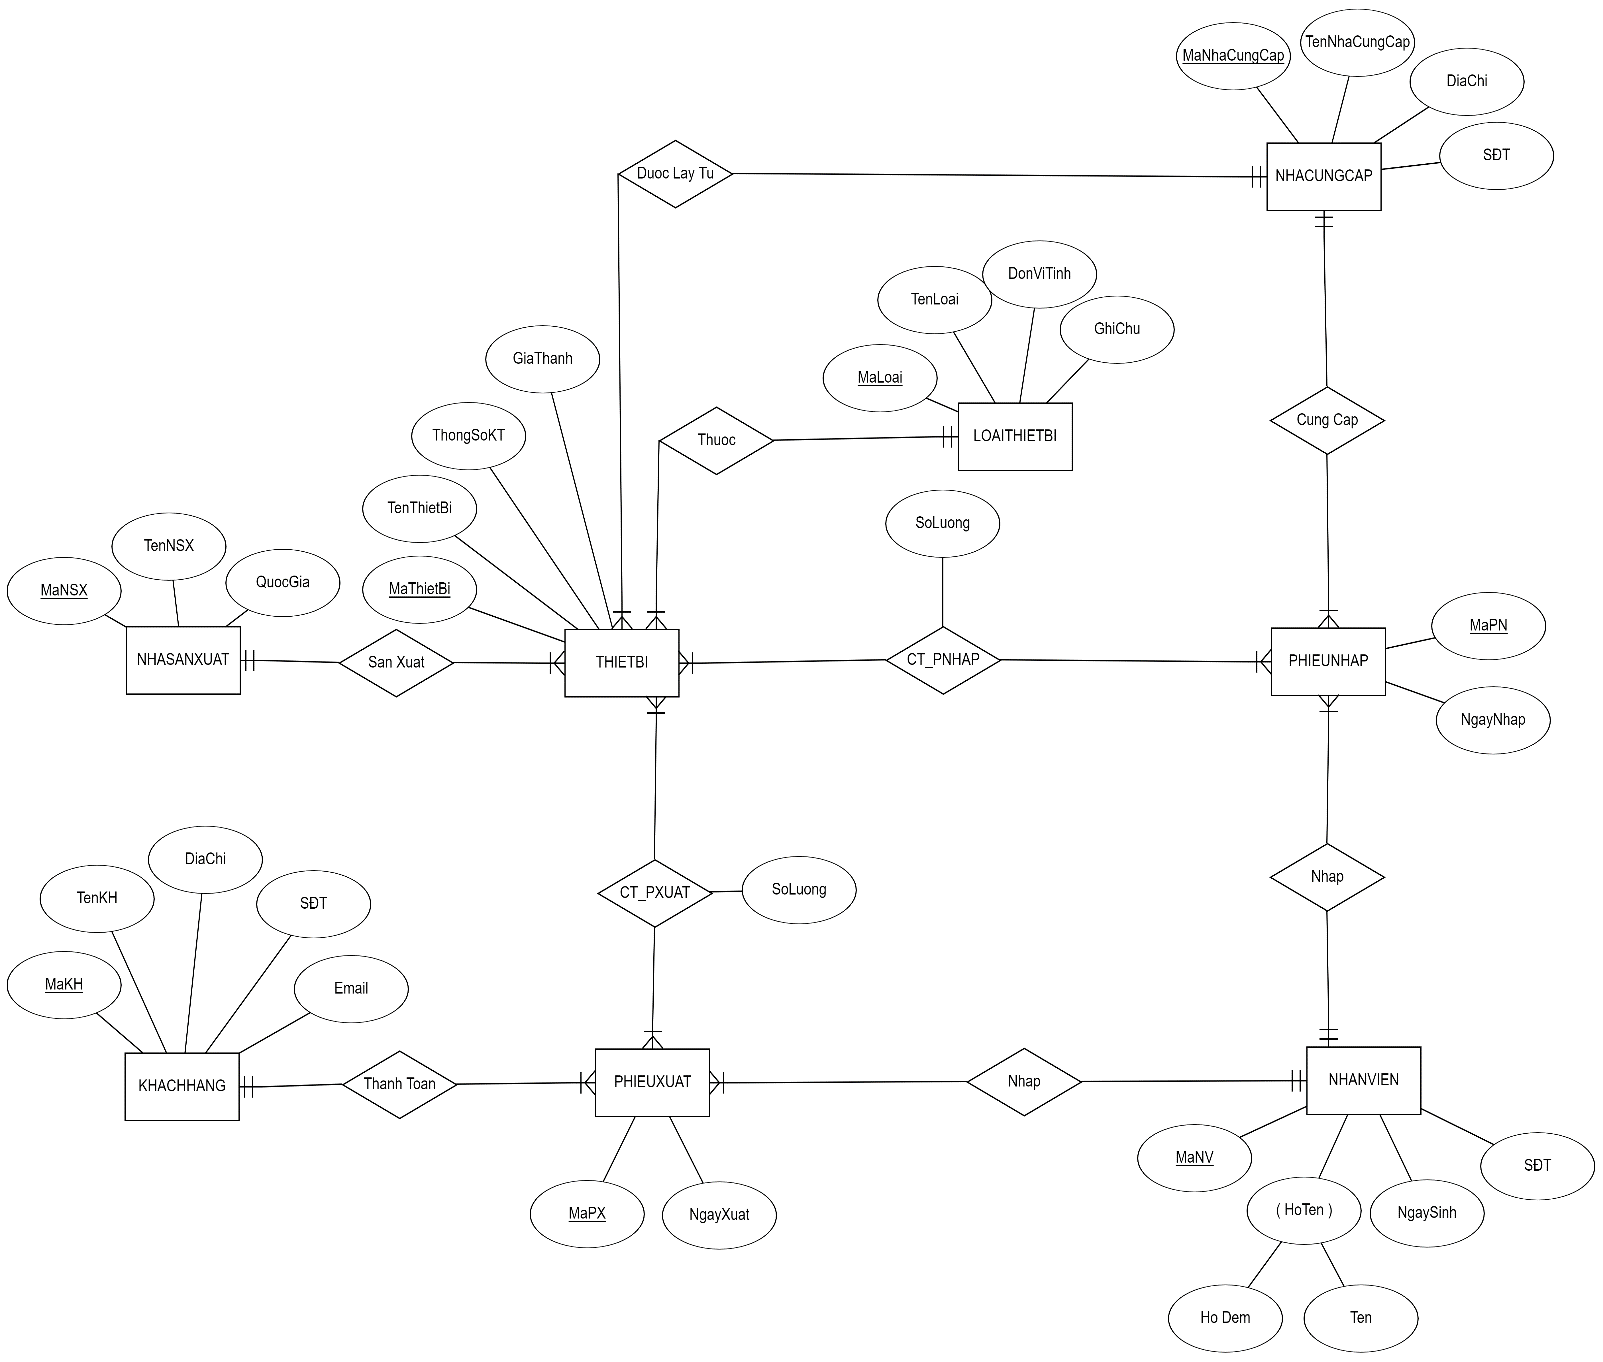 TenNhaCungCap
MaNhaCungCap
DiaChi
SĐT
Duoc Lay Tu
NHACUNGCAP
DonViTinh
TenLoai
GhiChu
GiaThanh
MaLoai
Cung Cap
ThongSoKT
Thuoc
LOAITHIETBI
TenThietBi
SoLuong
TenNSX
QuocGia
MaNSX
MaThietBi
MaPN
NHASANXUAT
San Xuat
THIETBI
CT_PNHAP
PHIEUNHAP
NgayNhap
DiaChi
Nhap
TenKH
SĐT
CT_PXUAT
SoLuong
MaKH
Email
KHACHHANG
Thanh Toan
PHIEUXUAT
Nhap
NHANVIEN
MaNV
SĐT
MaPX
NgayXuat
( HoTen )
NgaySinh
Ho Dem
Ten